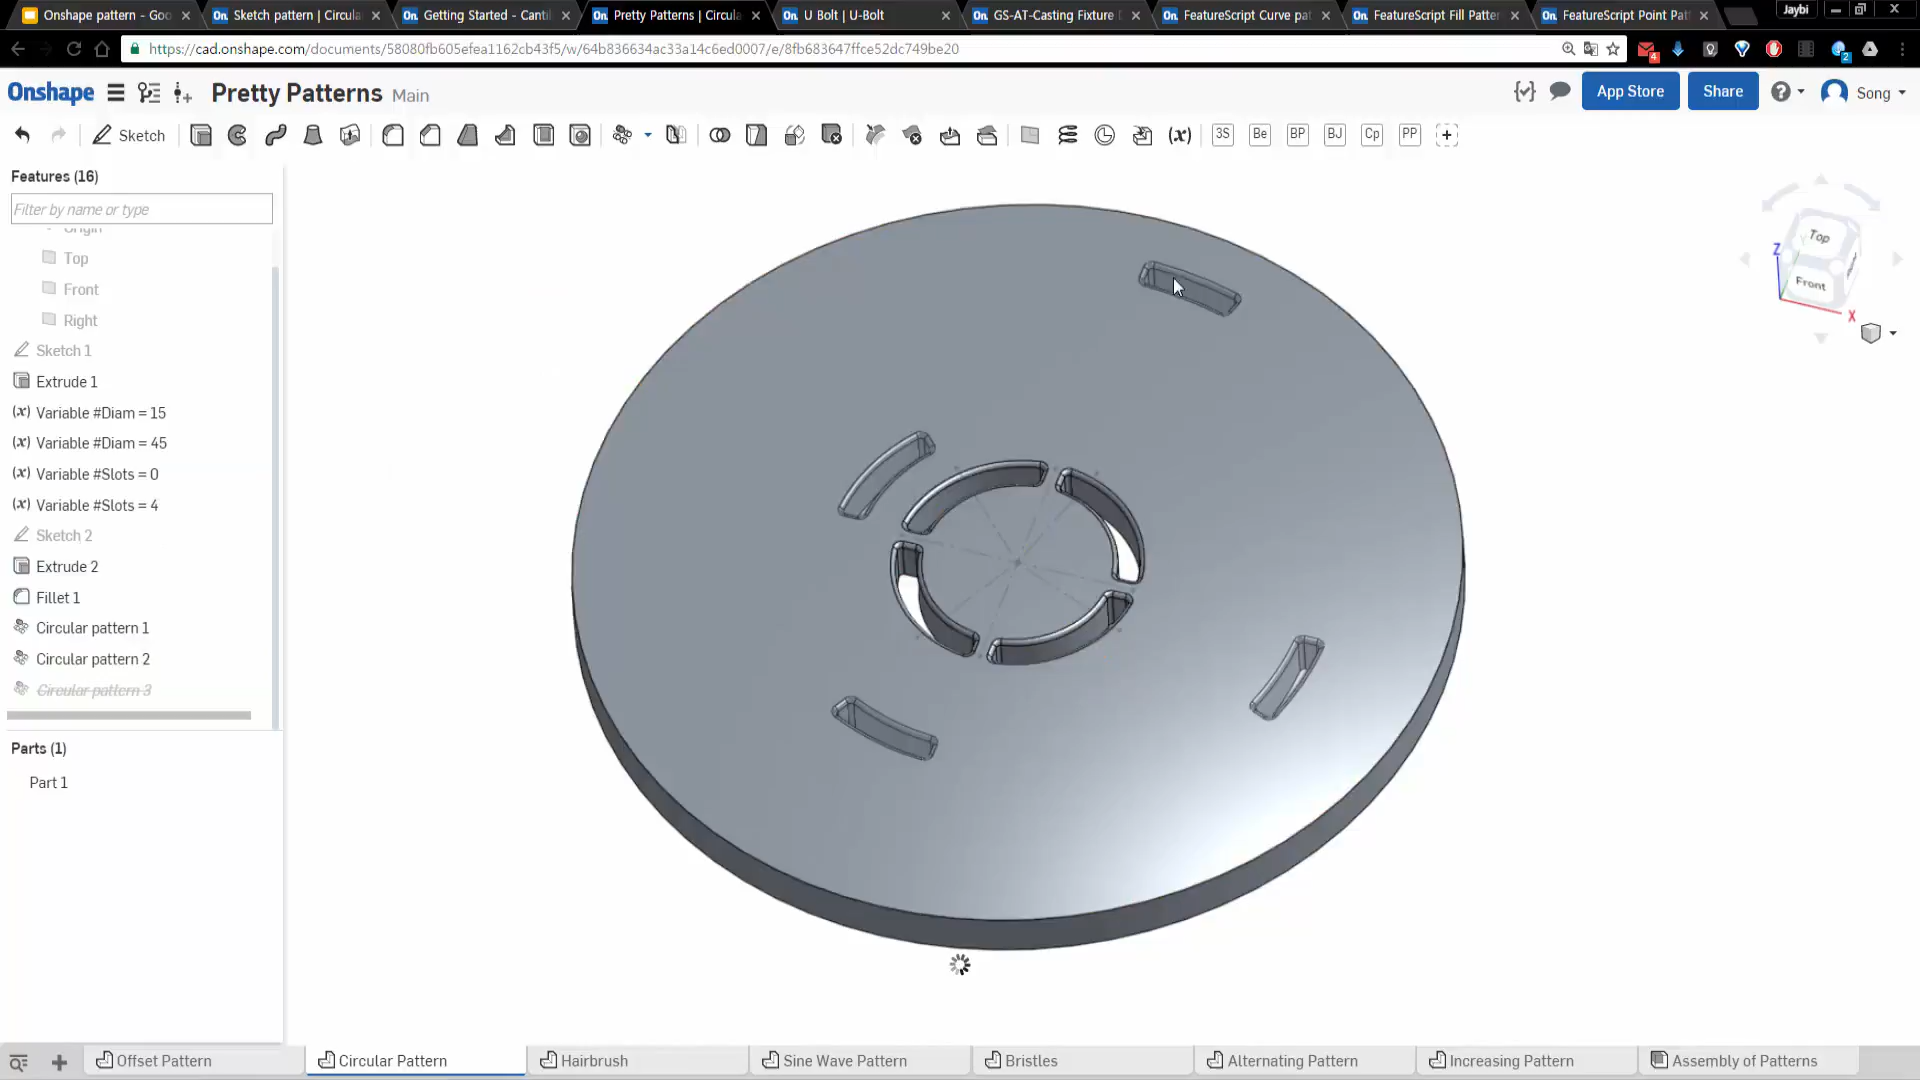 Onshape pattern - Goo
Sketch pattern | Circula
Getting Started - Canti
Pretty Patterns | Circula
U Bolt | U-Bolt
GS-AT-Casting Fixture
FeatureScript Curve pat
FeatureScript Fill Patter
FeatureScript Point Pat
Jaybi
https://cad.onshape.com/documents/58080fb605efea1162cb43f5/w/64b836634ac33a14c6ed0007/e/8fb683647ffce52dc749be20
4
2
Onshape
Pretty Patterns Main
App Store
Share
Song
Sketch
(x)
3S
Be
BP
BJ
Cp
PP
Features (16)
Filter by name or type
Origin
Top
Front
Right
Sketch 1
Extrude 1
(x) Variable #Diam = 15
(x) Variable #Diam = 45
(x) Variable #Slots = 0
(x) Variable #Slots = 4
Sketch 2
Extrude 2
Fillet 1
Circular pattern 1
Circular pattern 2
Circular pattern 3
Parts (1)
Part 1
Top
Z
Front
X
Offset Pattern
Circular Pattern
Hairbrush
Sine Wave Pattern
Bristles
Alternating Pattern
Increasing Pattern
Assembly of Patterns